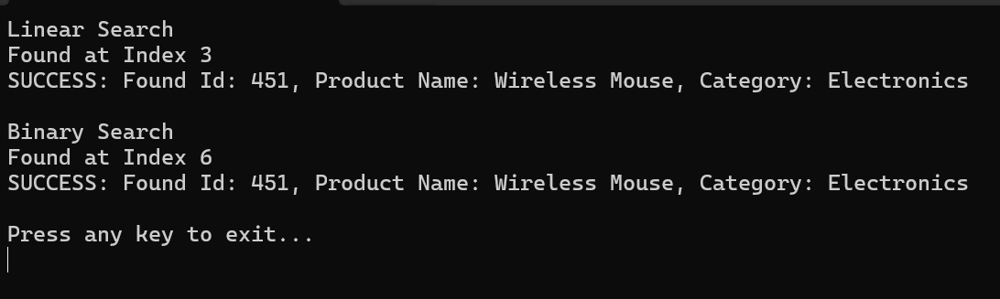 Linear Search
Found at Index 3
SUCCESS: Found Id: 451, Product Name: Wireless Mouse, Category: Electronics
Binary Search
Found at Index 6
SUCCESS: Found Id: 451, Product Name: Wireless Mouse, Category: Electronics
Press any key to exit...